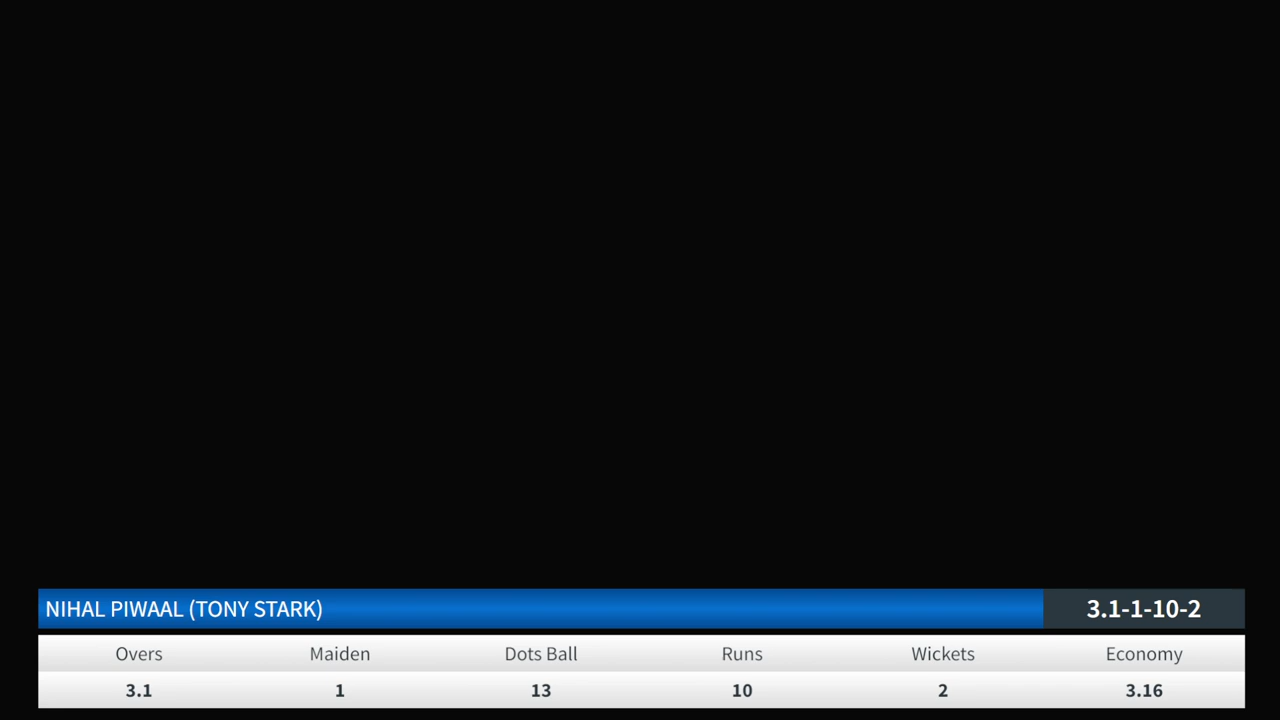 NIHAL PIWAAL (TONY STARK) 3.1-1-10-2
Overs Maiden Dots Ball Runs Wickets Economy
3.1 1 13 10 2 3.16